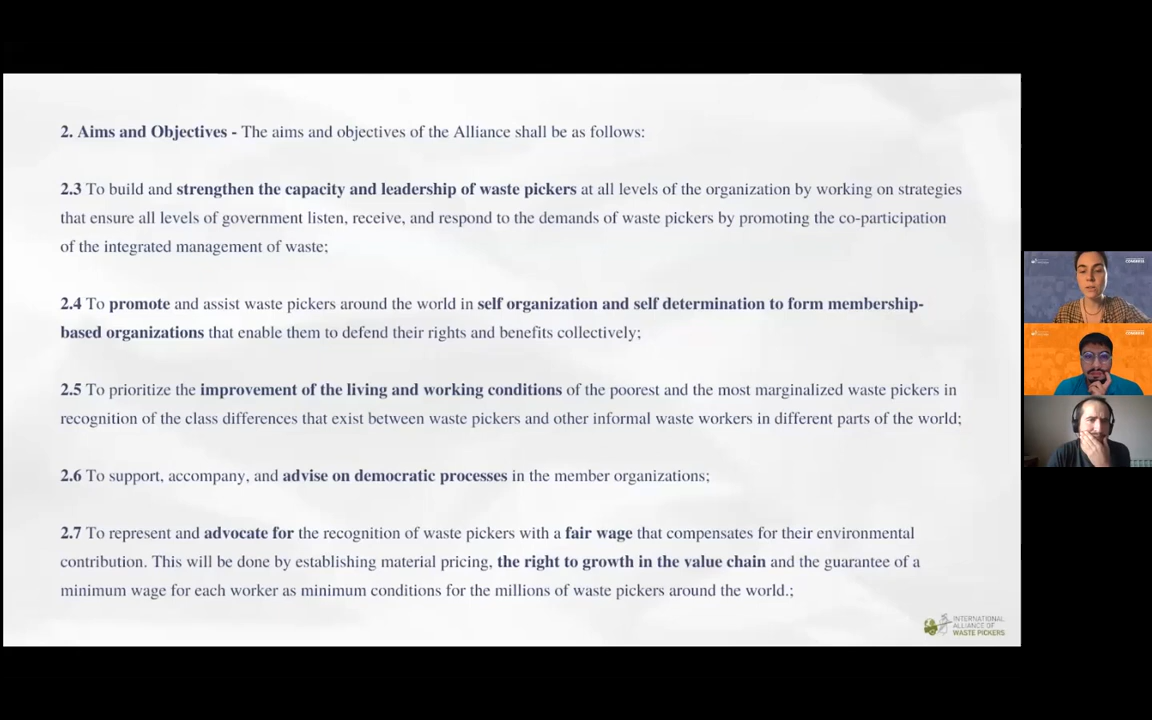 2. Aims and Objectives - The aims and objectives of the Alliance shall be as follows:
2.3 To build and strengthen the capacity and leadership of waste pickers at all levels of the organization by working on strategies
that ensure all levels of government listen, receive, and respond to the demands of waste pickers by promoting the co-participation
of the integrated management of waste;
2.4 To promote and assist waste pickers around the world in self organization and self determination to form membership-
based organizations that enable them to defend their rights and benefits collectively;
2.5 To prioritize the improvement of the living and working conditions of the poorest and the most marginalized waste pickers in
recognition of the class differences that exist between waste pickers and other informal waste workers in different parts of the world;
2.6 To support, accompany, and advise on democratic processes in the member organizations;
2.7 To represent and advocate for the recognition of waste pickers with a fair wage that compensates for their environmental
contribution. This will be done by establishing material pricing, the right to growth in the value chain and the guarantee of a
minimum wage for each worker as minimum conditions for the millions of waste pickers around the world.;
INTERNATIONAL
ALLIANCE OF
WASTE PICKERS